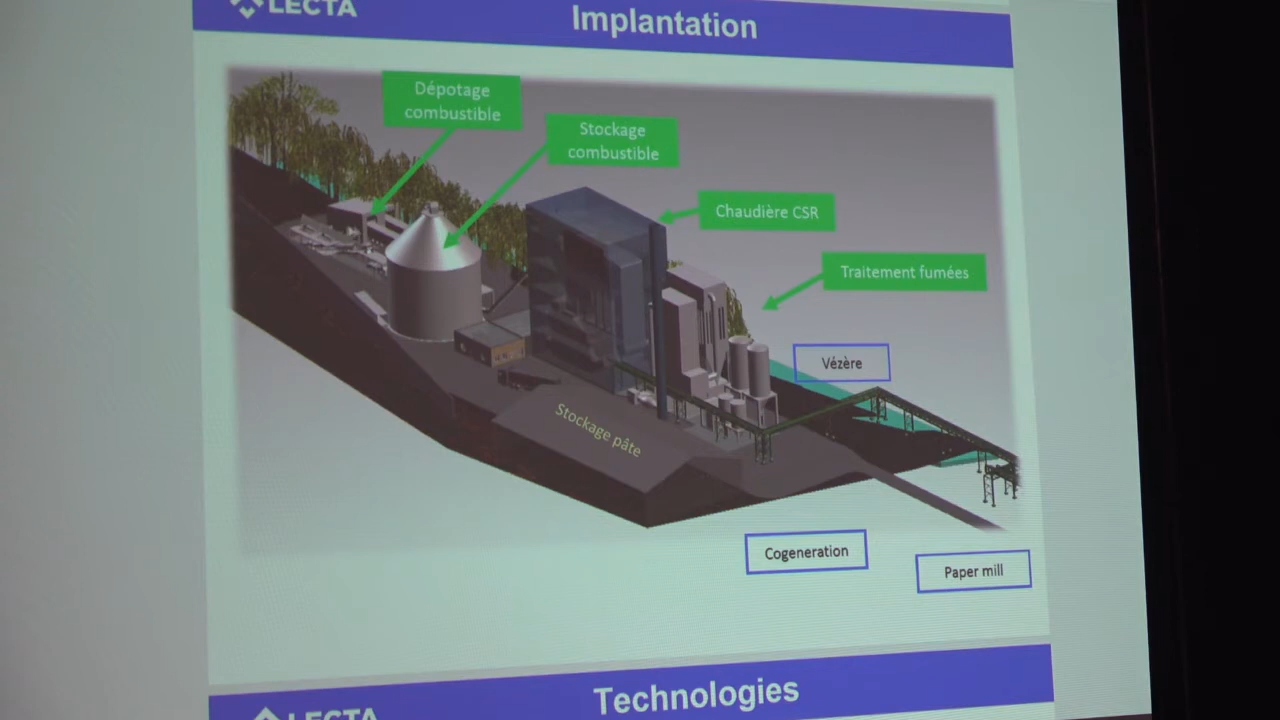 LECTA
Implantation
Dépotage
combustible
Stockage
combustible
Chaudière CSR
Traitement fumées
Vézère
Stockage pâte
Cogeneration
Paper mill
LECTA
Technologies